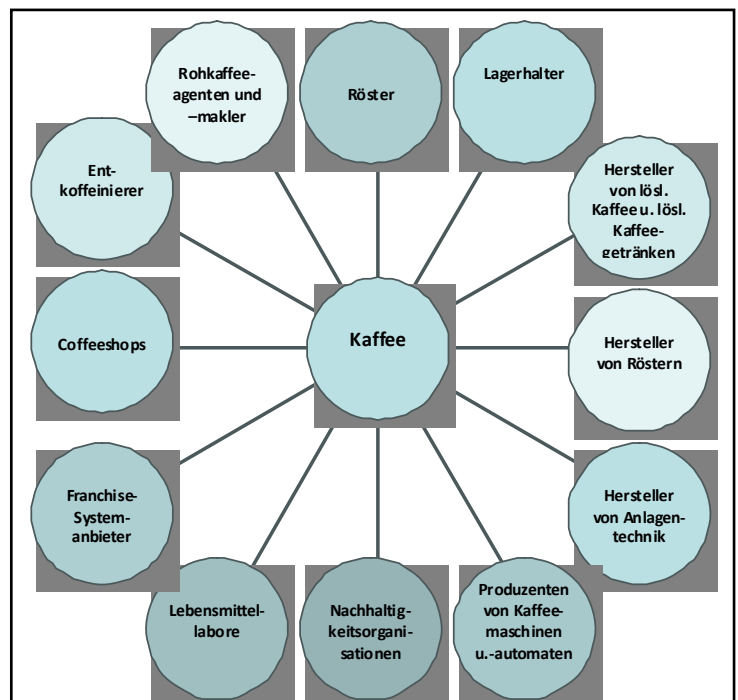 Rohkaffee-
agenten und
–makler
Röster
Lagerhalter
Ent-
koffeinierer
Hersteller
von lösl.
Kaffee u. lösl.
Kaffee-
getränken
Coffeeshops
Kaffee
Hersteller
von Röstern
Franchise-
System-
anbieter
Hersteller
von Anlagen-
technik
Lebensmittel-
labore
Nachhaltig-
keitsorgani-
sationen
Produzenten
von Kaffee-
maschinen
u.-automaten